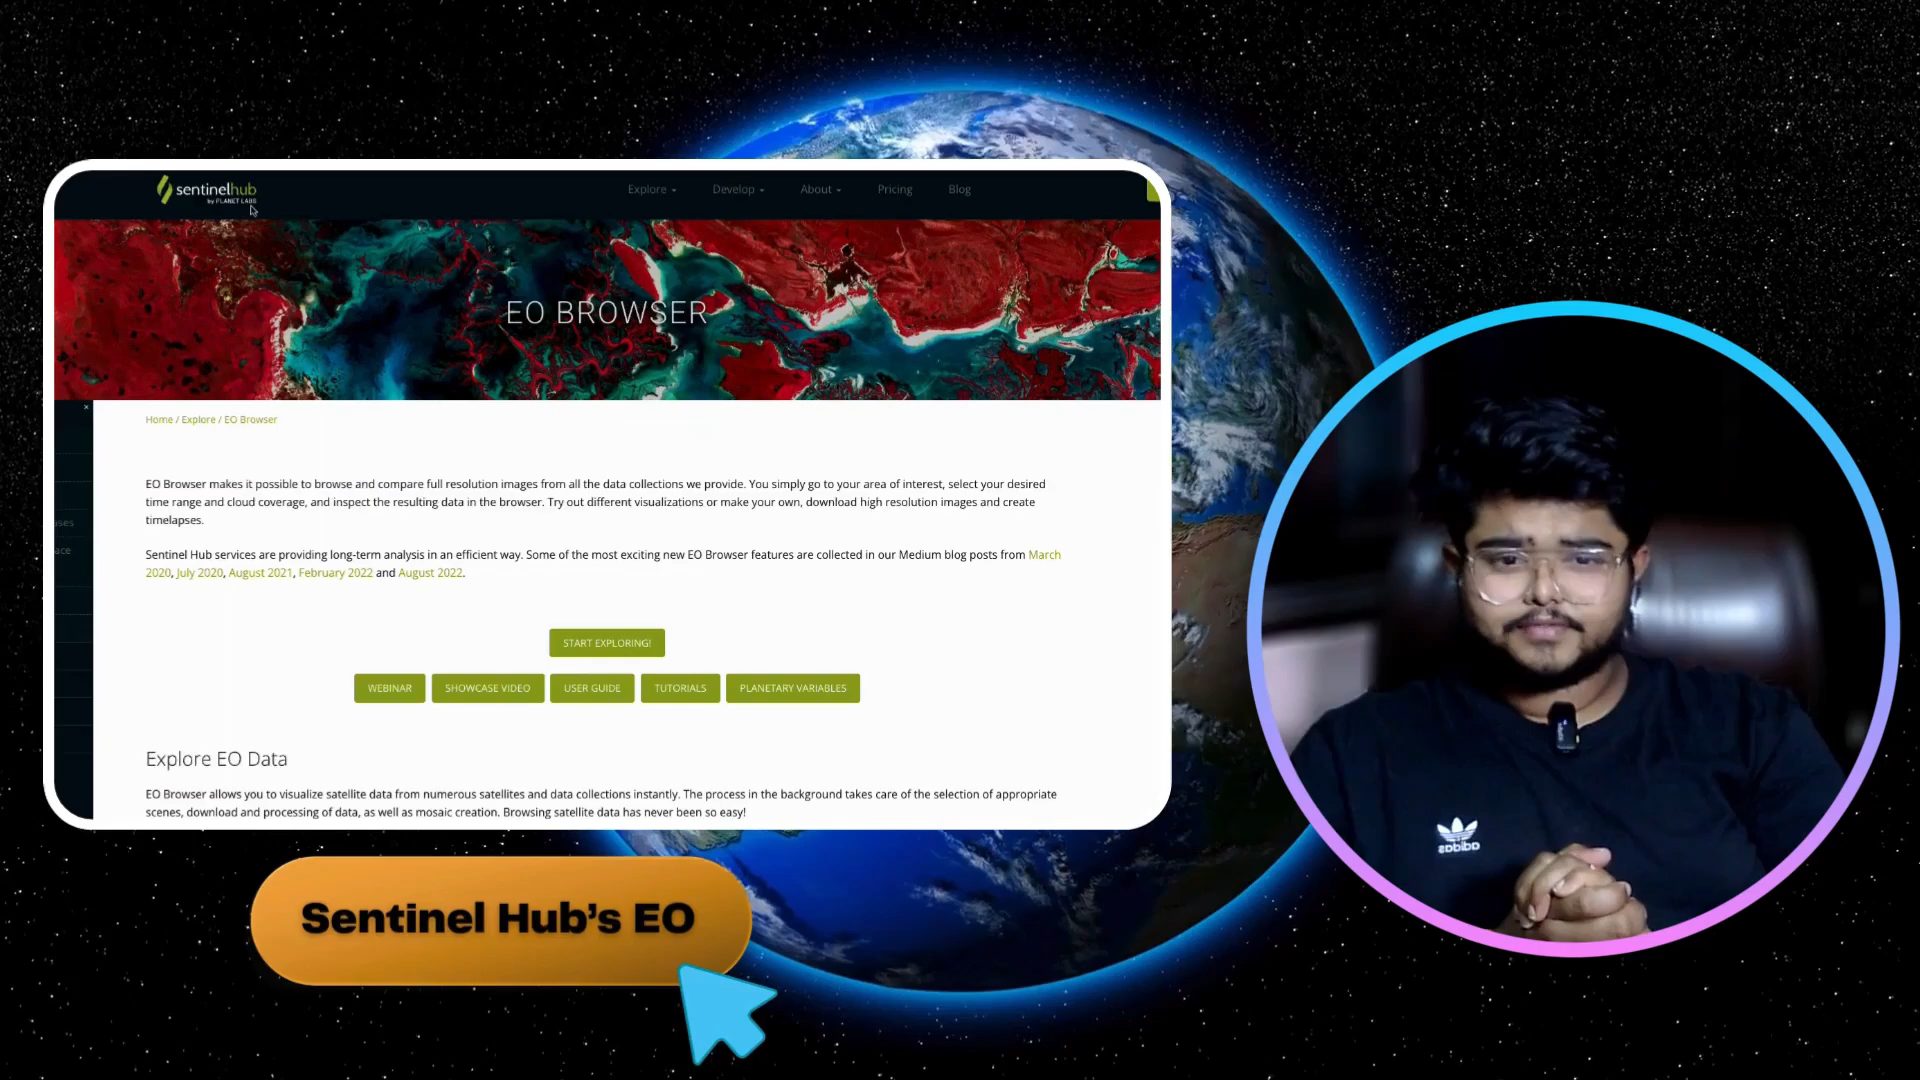 sentinelhub
by PLANET LABS
Explore
Develop
About
Pricing
Blog
EO BROWSER
Home / Explore / EO Browser
EO Browser makes it possible to browse and compare full resolution images from all the data collections we provide. You simply go to your area of interest, select your desired
time range and cloud coverage, and inspect the resulting data in the browser. Try out different visualizations or make your own, download high resolution images and create
timelapses.
Sentinel Hub services are providing long-term analysis in an efficient way. Some of the most exciting new EO Browser features are collected in our Medium blog posts from March
2020, July 2020, August 2021, February 2022 and August 2022.
START EXPLORING!
WEBINAR
SHOWCASE VIDEO
USER GUIDE
TUTORIALS
PLANETARY VARIABLES
Explore EO Data
EO Browser allows you to visualize satellite data from numerous satellites and data collections instantly. The process in the background takes care of the selection of appropriate
scenes, download and processing of data, as well as mosaic creation. Browsing satellite data has never been so easy!
adidas
Sentinel Hub's EO